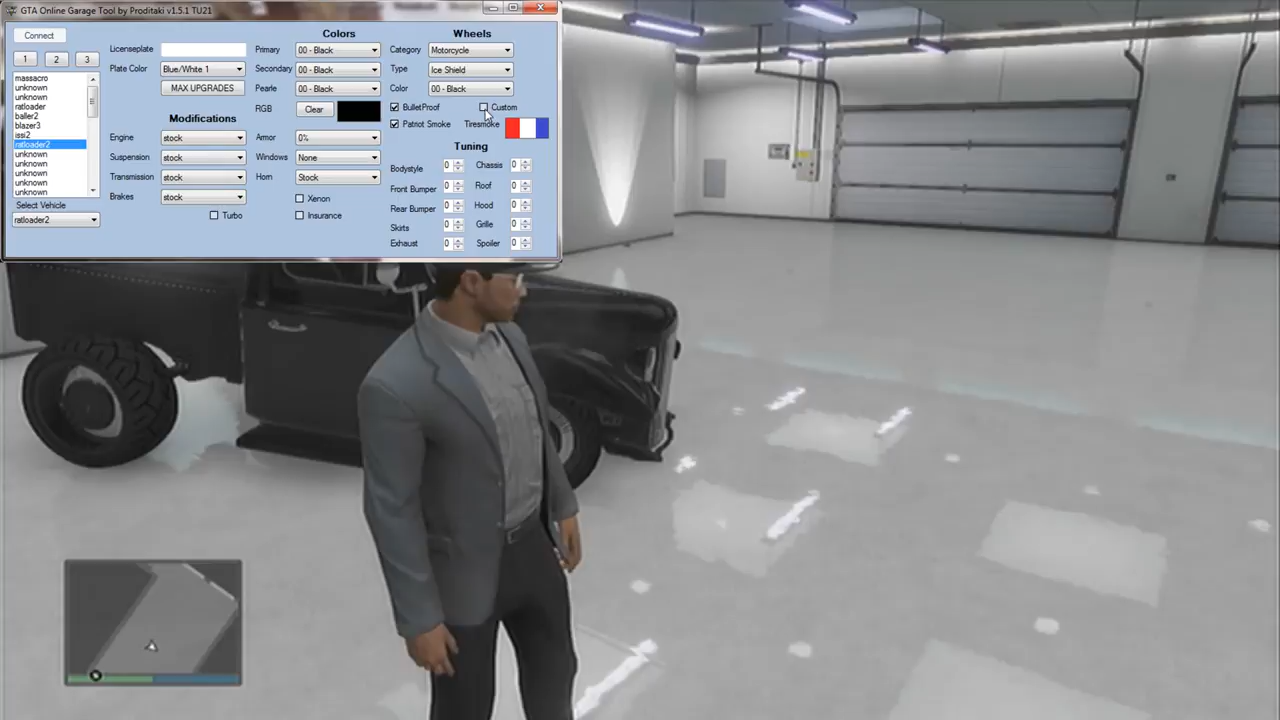 GTA Online Garage Tool by Proditaki v1.5.1 TU21
Connect
1 2 3
massacro
unknown
unknown
ratloader
baller2
blazer3
issi2
ratloader2
unknown
unknown
unknown
unknown
unknown
Select Vehicle
ratloader2
Licenseplate
Plate Color Blue/White 1
MAX UPGRADES
Modifications
Engine stock
Suspension stock
Transmission stock
Brakes stock
Turbo
Colors
Primary 00 - Black
Secondary 00 - Black
Pearle 00 - Black
RGB Clear
Armor 0%
Windows None
Horn Stock
Xenon
Insurance
Wheels
Category Motorcycle
Type Ice Shield
Color 00 - Black
BulletProof Custom
Patriot Smoke Tiresmoke
Tuning
Bodystyle 0 Chassis 0
Front Bumper 0 Roof 0
Rear Bumper 0 Hood 0
Skirts 0 Grille 0
Exhaust 0 Spoiler 0